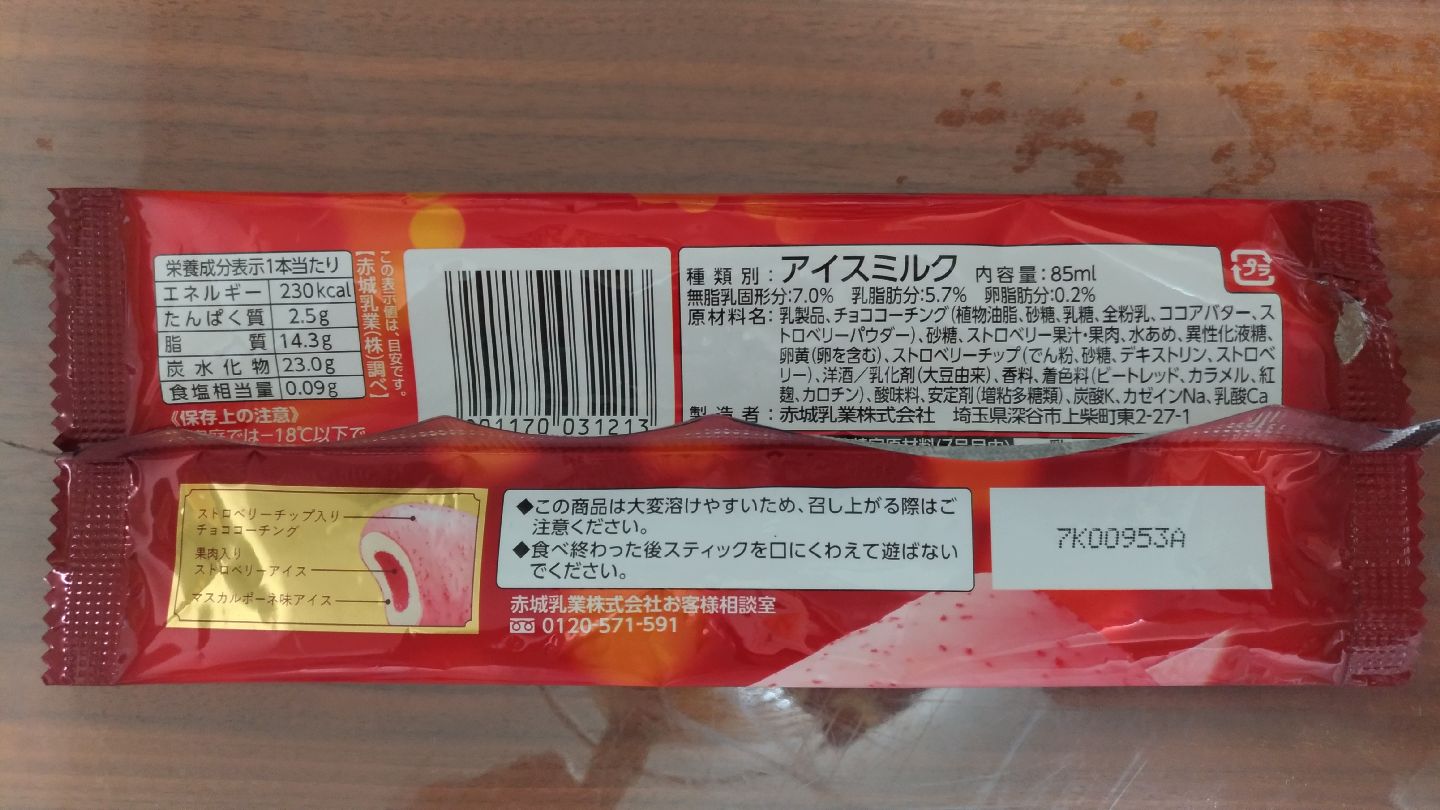 栄養成分表示1本当たり
エネルギー 230kcal
たんぱく質 2.5g
脂質 14.3g
炭水化物 23.0g
食塩相当量 0.09g
この表示値は、目安です。
【赤城乳業(株)調べ】
《保存上の注意》
庭では－18℃以下で
001170 031213
種類別：アイスミルク 内容量：85ml
無脂乳固形分：7.0% 乳脂肪分：5.7% 卵脂肪分：0.2%
原材料名：乳製品、チョココーチング（植物油脂、砂糖、乳糖、全粉乳、ココアバター、ス
トロベリーパウダー）、砂糖、ストロベリー果汁・果肉、水あめ、異性化液糖、
卵黄（卵を含む）、ストロベリーチップ（でん粉、砂糖、デキストリン、ストロベ
リー）、洋酒／乳化剤（大豆由来）、香料、着色料（ビートレッド、カラメル、紅
麹、カロチン）、酸味料、安定剤（増粘多糖類）、炭酸K、カゼインNa、乳酸Ca
製造者：赤城乳業株式会社 埼玉県深谷市上柴町東2-27-1
プラ
ストロベリーチップ入り
チョココーチング
果肉入り
ストロベリーアイス
マスカルポーネ味アイス
◆この商品は大変溶けやすいため、召し上がる際はご
注意ください。
◆食べ終わった後スティックを口にくわえて遊ばない
でください。
赤城乳業株式会社お客様相談室
0120-571-591
7K00953A